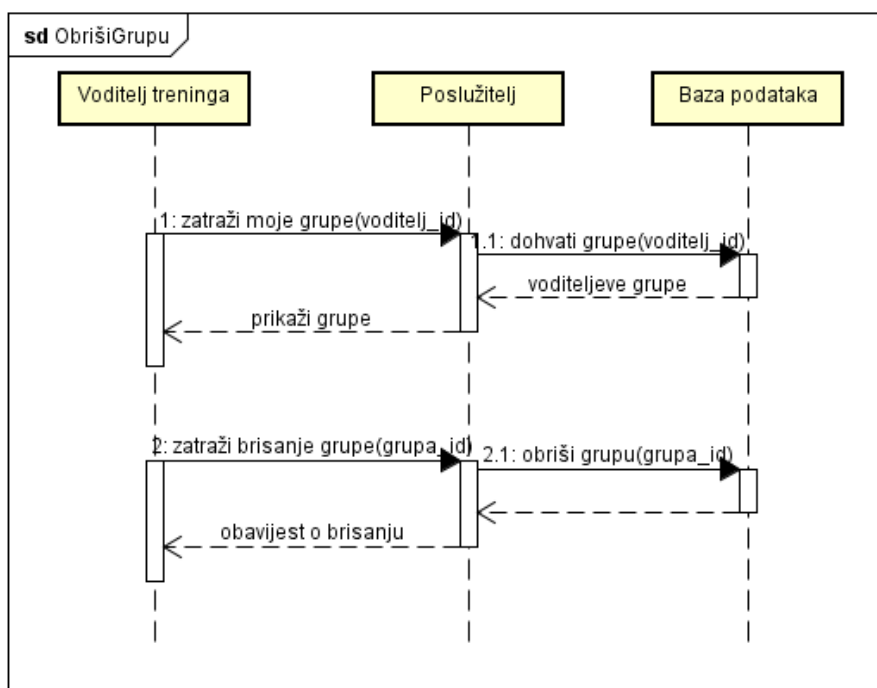 sd ObrišiGrupu
Voditelj treninga
Poslužitelj
Baza podataka
1: zatraži moje grupe(voditelj_id)
1.1: dohvati grupe(voditelj_id)
voditeljeve grupe
prikaži grupe
2: zatraži brisanje grupe(grupa_id)
2.1: obriši grupu(grupa_id)
obavijest o brisanju